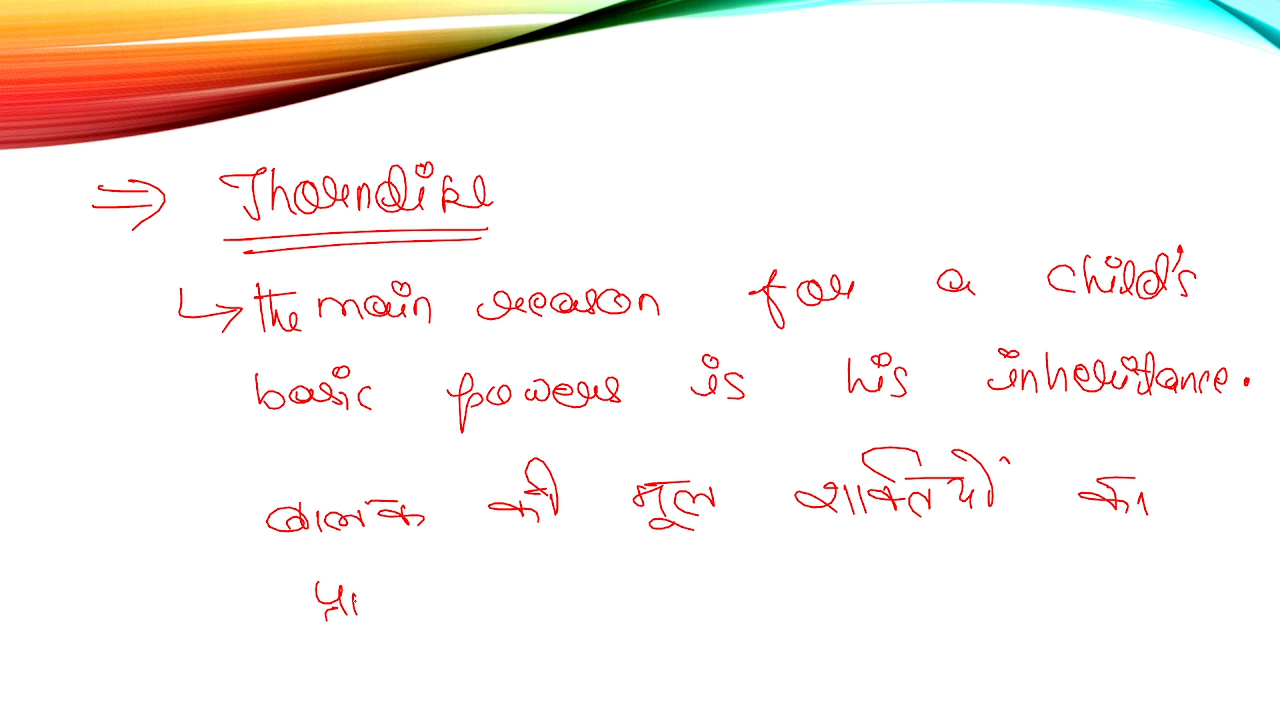 ⇒ Thorndike
↳ the main reason for a child's
basic powers is his inheritance.
बालक की मूल शक्तियों का
प्रा